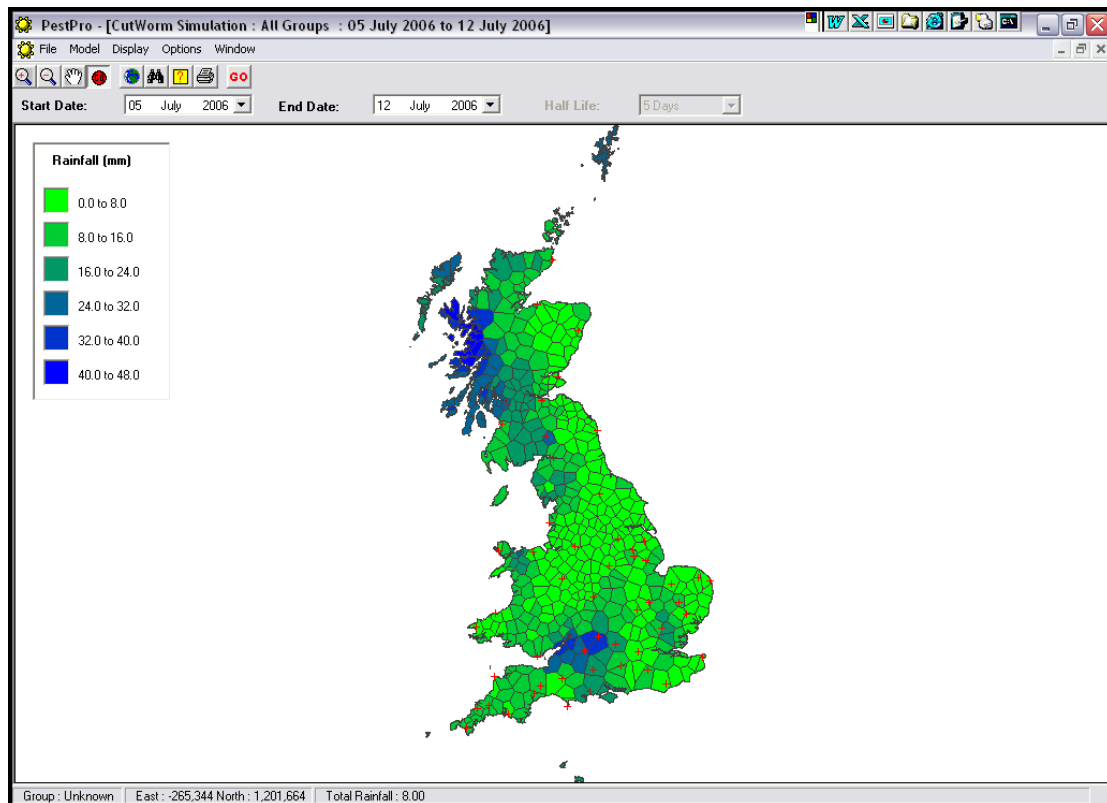 PestPro - [CutWorm Simulation : All Groups : 05 July 2006 to 12 July 2006]
File Model Display Options Window
GO
Start Date: 05 July 2006 End Date: 12 July 2006 Half Life: 5 Days
Rainfall (mm)
0.0 to 8.0
8.0 to 16.0
16.0 to 24.0
24.0 to 32.0
32.0 to 40.0
40.0 to 48.0
Group : Unknown East : -265,344 North : 1,201,664 Total Rainfall : 8.00